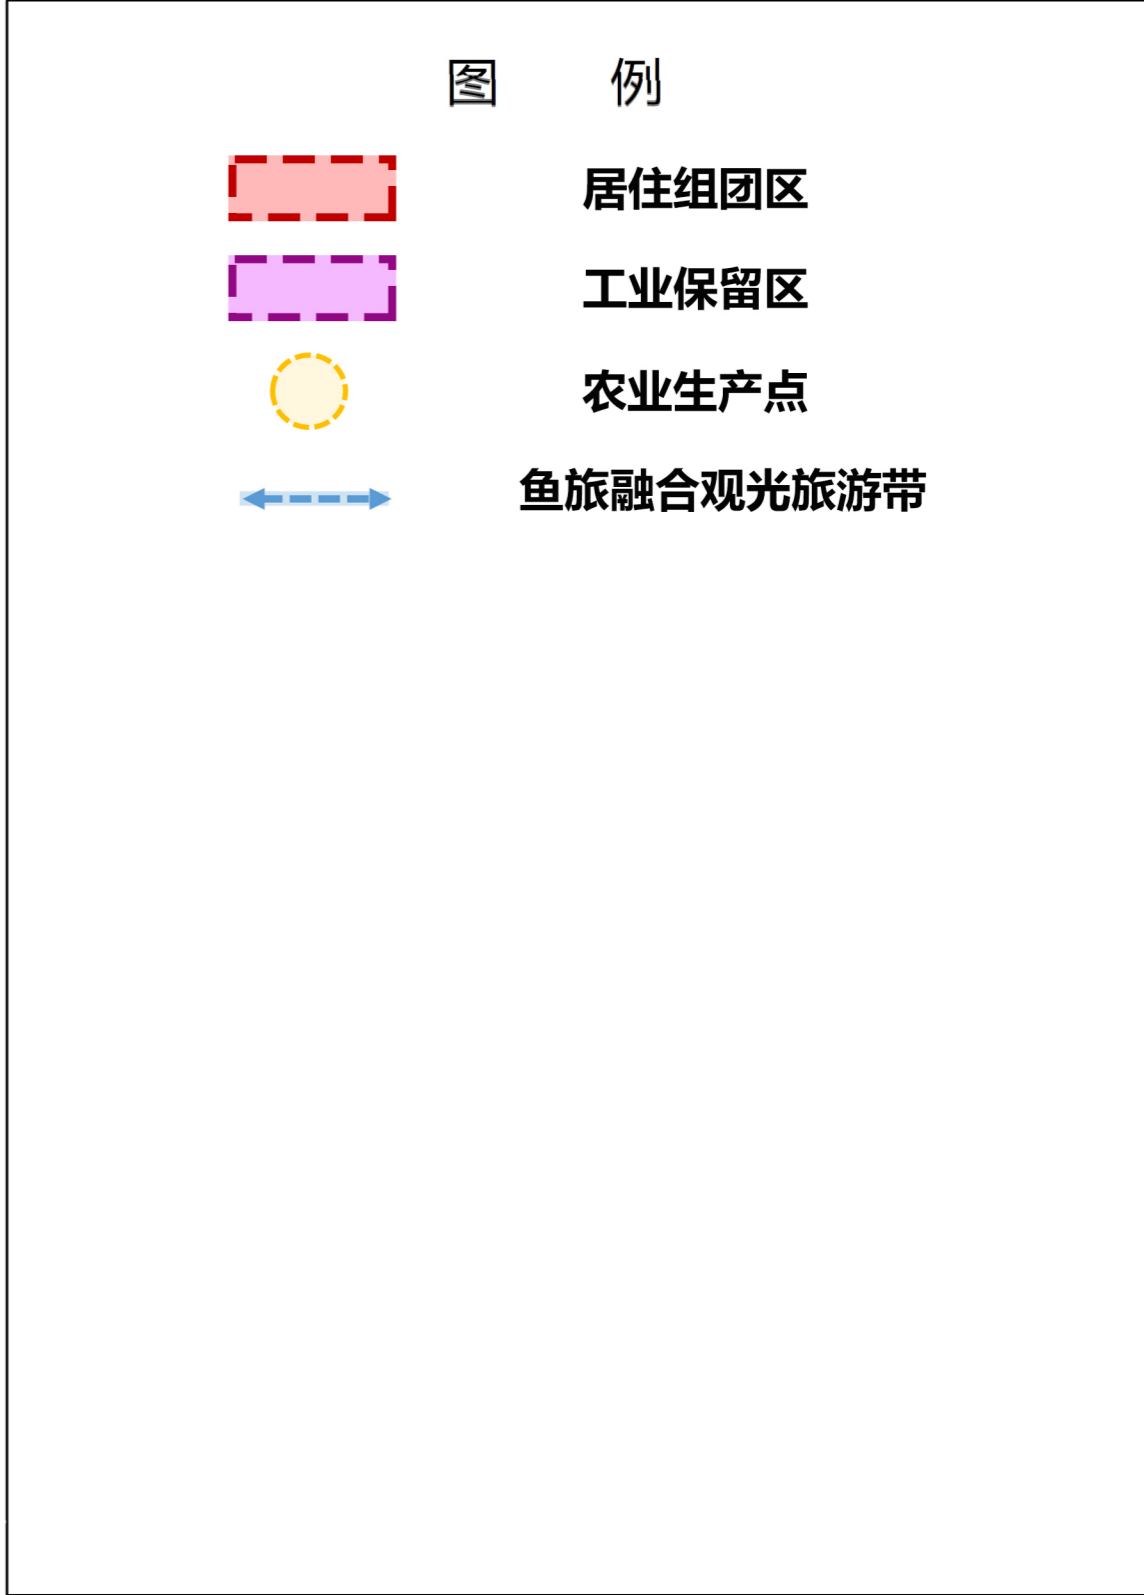 图 例
居住组团区
工业保留区
农业生产点
鱼旅融合观光旅游带